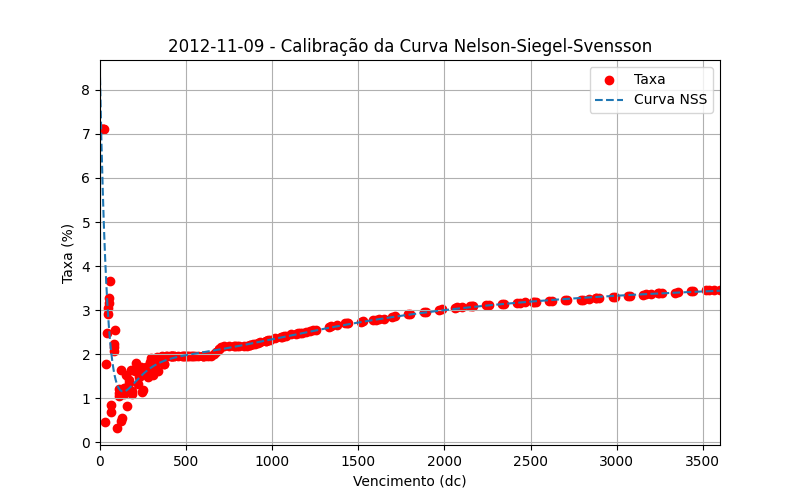 2012-11-09 - Calibração da Curva Nelson-Siegel-Svensson
Taxa
Curva NSS
Taxa (%)
8
7
6
5
4
3
2
1
0
0 500 1000 1500 2000 2500 3000 3500
Vencimento (dc)